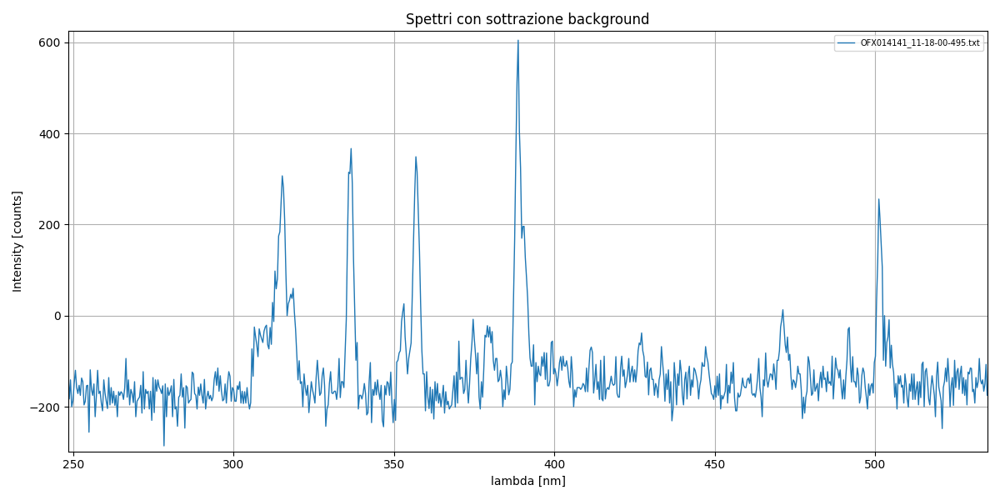 Spettri con sottrazione background
OFX014141_11-18-00-495.txt
Intensity [counts]
600
400
200
0
−200
250
300
350
400
450
500
lambda [nm]